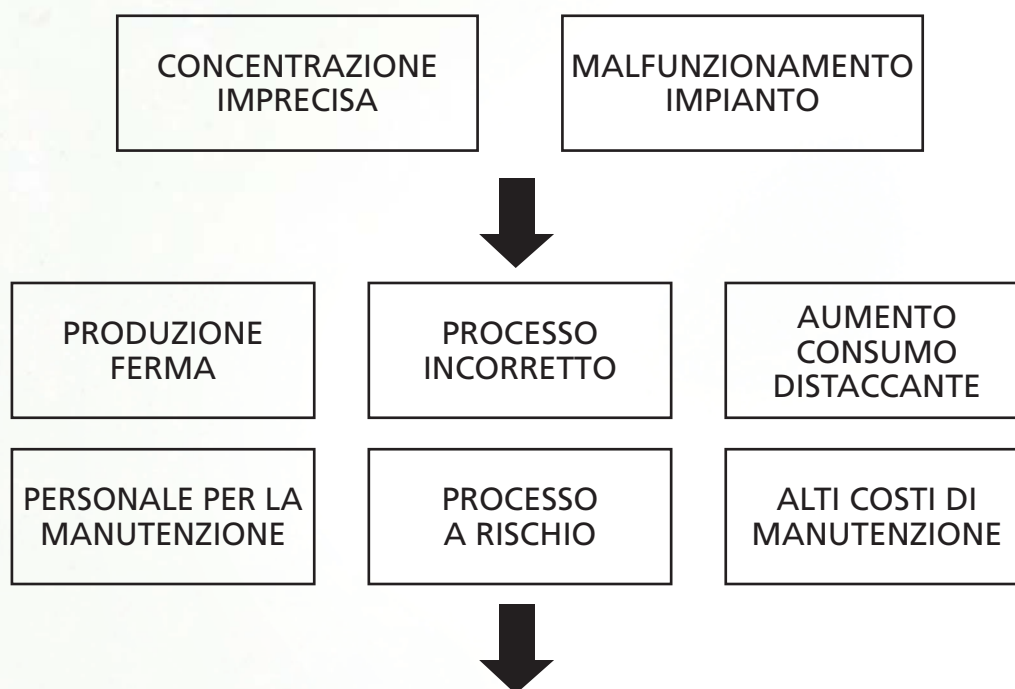 CONCENTRAZIONE
IMPRECISA
MALFUNZIONAMENTO
IMPIANTO
PRODUZIONE
FERMA
PROCESSO
INCORRETTO
AUMENTO
CONSUMO
DISTACCANTE
PERSONALE PER LA
MANUTENZIONE
PROCESSO
A RISCHIO
ALTI COSTI DI
MANUTENZIONE